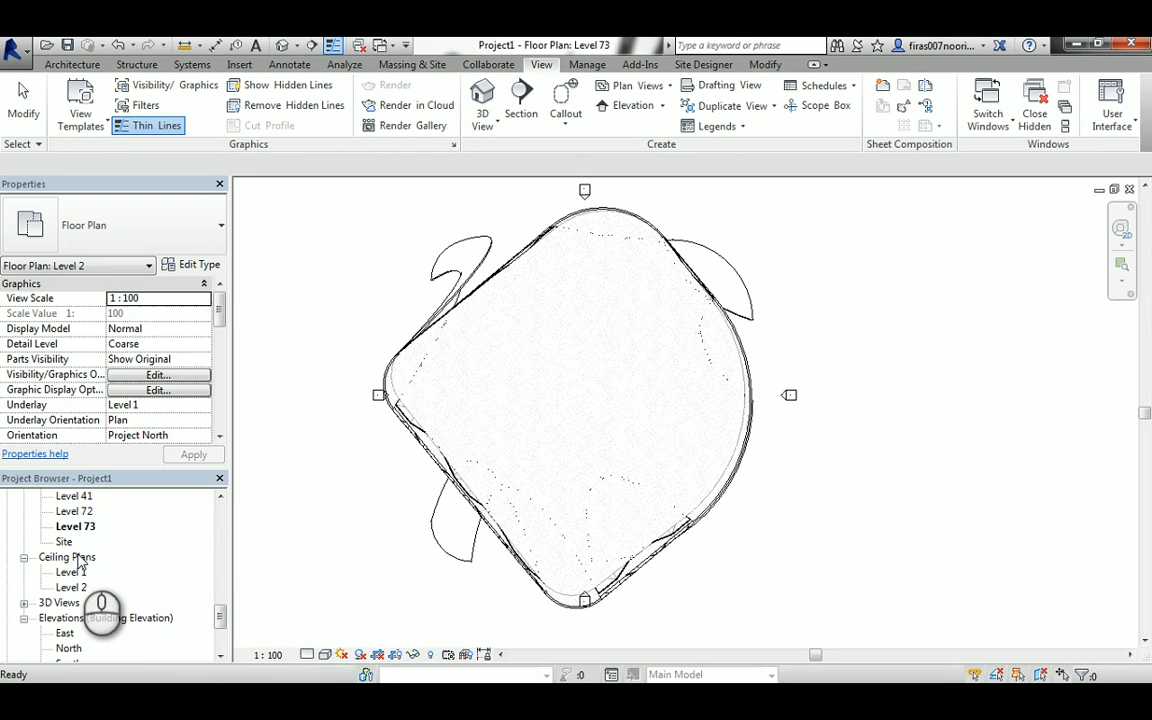 Project1 - Floor Plan: Level 73
Type a keyword or phrase
firas007noori...
Architecture Structure Systems Insert Annotate Analyze Massing & Site Collaborate View Manage Add-Ins Site Designer Modify
Modify
View Templates
Visibility/ Graphics
Filters
Thin Lines
Show Hidden Lines
Remove Hidden Lines
Cut Profile
Render
Render in Cloud
Render Gallery
3D View
Section
Callout
Plan Views
Elevation
Drafting View
Duplicate View
Legends
Schedules
Scope Box
Switch Windows
Close Hidden
User Interface
Select
Graphics
Create
Sheet Composition
Windows
Properties
Floor Plan
Floor Plan: Level 2
Edit Type
Graphics
View Scale 1 : 100
Scale Value 1: 100
Display Model Normal
Detail Level Coarse
Parts Visibility Show Original
Visibility/Graphics O... Edit...
Graphic Display Opt... Edit...
Underlay Level 1
Underlay Orientation Plan
Orientation Project North
Properties help
Apply
Project Browser - Project1
Level 41
Level 72
Level 73
Site
Ceiling Plans
Level 1
Level 2
3D Views
Elevations (Building Elevation)
East
North
1 : 100
Ready
:0
Main Model
:0
2D